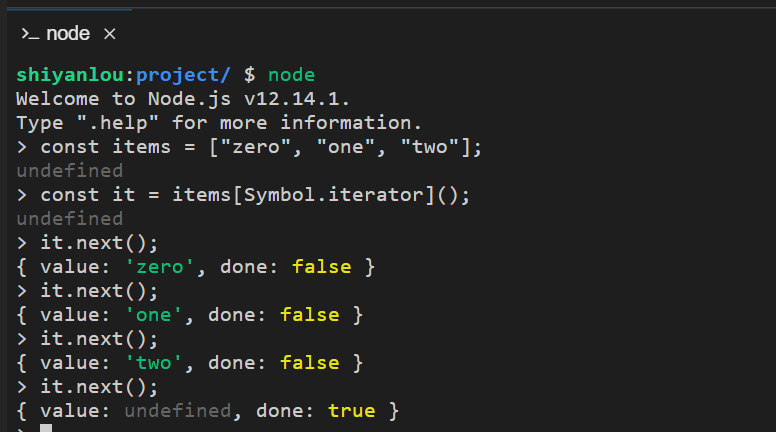 >_ node ×
shiyanlou:project/ $ node
Welcome to Node.js v12.14.1.
Type ".help" for more information.
> const items = ["zero", "one", "two"];
undefined
> const it = items[Symbol.iterator]();
undefined
> it.next();
{ value: 'zero', done: false }
> it.next();
{ value: 'one', done: false }
> it.next();
{ value: 'two', done: false }
> it.next();
{ value: undefined, done: true }
>